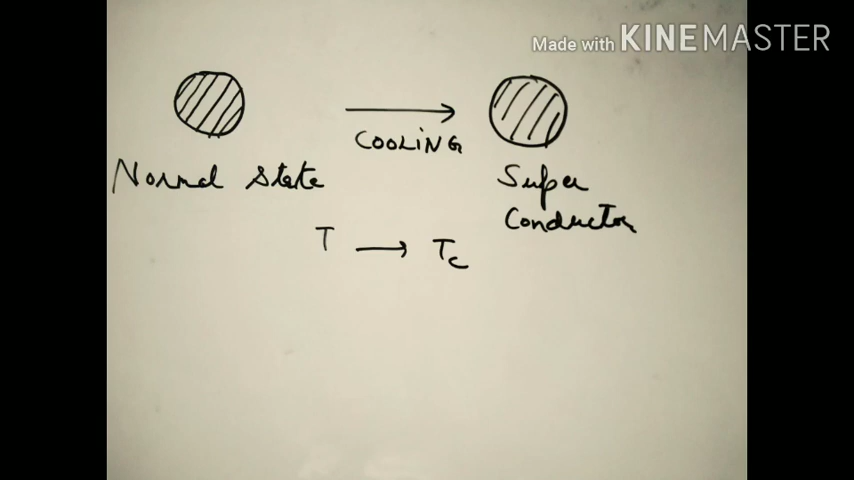 Made with KINEMASTER
COOLING
Normal State
Super
Conductor
T → Tc